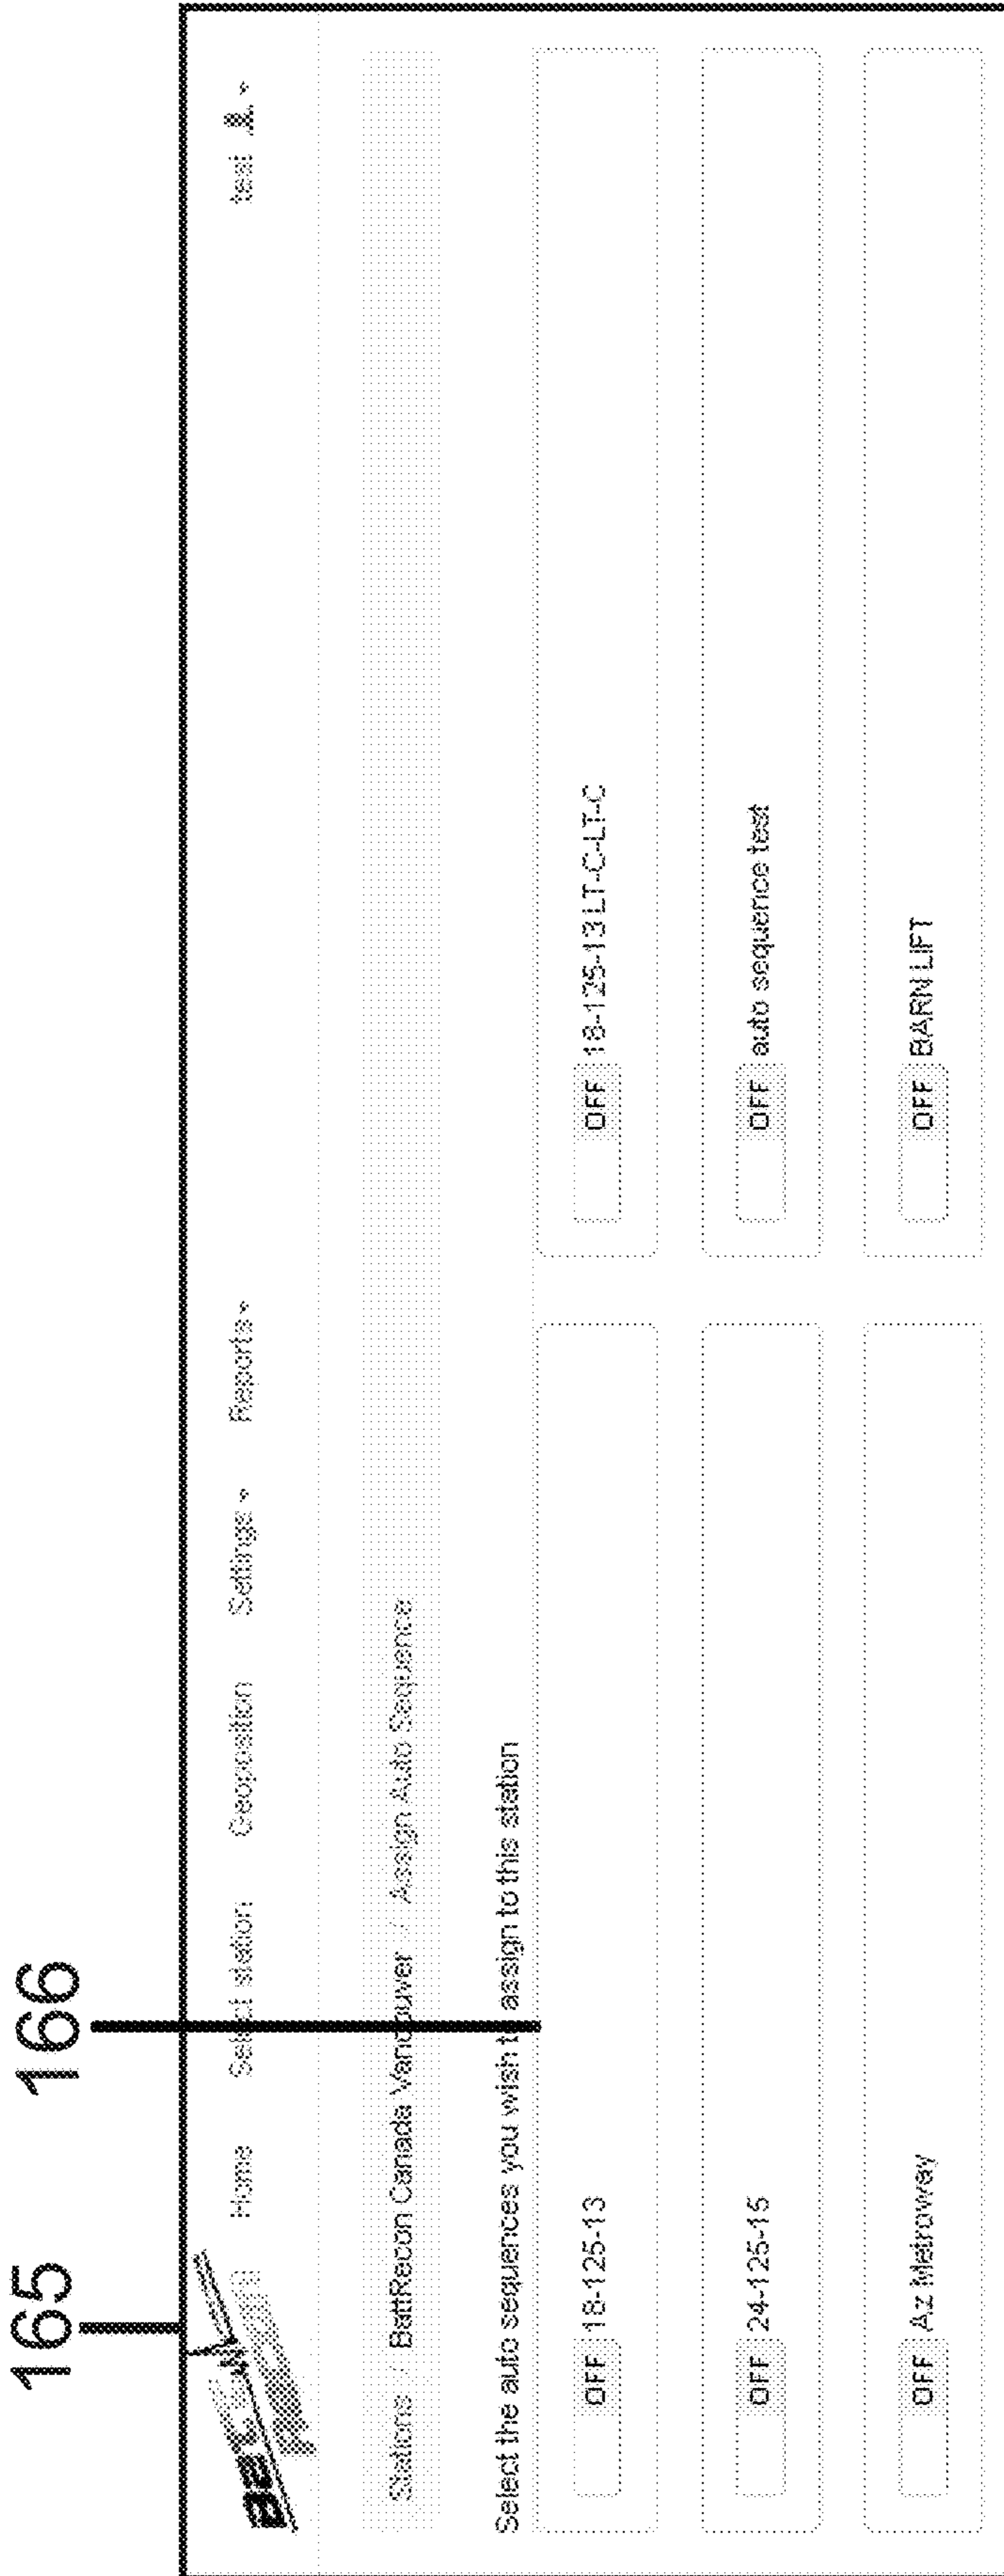 165 166
Home Select station Geoposition Settings Reports test
Stations / BattRecon Canada Vancouver / Assign Auto Sequence
Select the auto sequences you wish to assign to this station
OFF 18-125-13 OFF 18-125-13 LT-C-LT-C
OFF 24-125-15 OFF auto sequence test
OFF Az Metroway OFF BARN LIFT